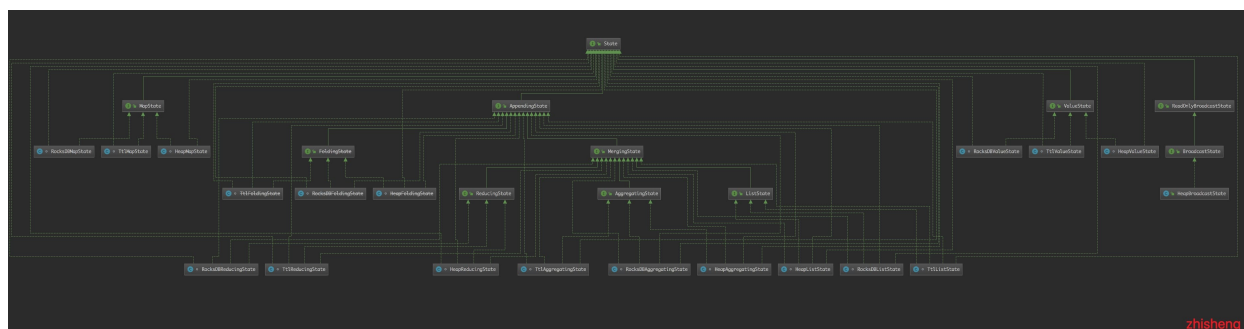 State
MapState
AppendingState
ValueState
ReadOnlyBroadcastState
RocksDBMapState
TtlMapState
HeapMapState
FoldingState
MergingState
RocksDBValueState
TtlValueState
HeapValueState
BroadcastState
TtlFoldingState
RocksDBFoldingState
HeapFoldingState
ReducingState
AggregatingState
ListState
HeapBroadcastState
RocksDBReducingState
TtlReducingState
HeapReducingState
TtlAggregatingState
RocksDBAggregatingState
HeapAggregatingState
HeapListState
RocksDBListState
TtlListState
zhisheng